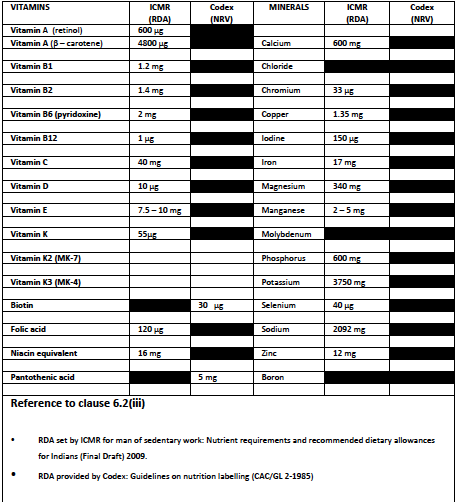 VITAMINS ICMR (RDA) Codex (NRV) MINERALS ICMR (RDA) Codex (NRV)
Vitamin A (retinol) 600 µg
Vitamin A (β – carotene) 4800 µg Calcium 600 mg
Vitamin B1 1.2 mg Chloride
Vitamin B2 1.4 mg Chromium 33 µg
Vitamin B6 (pyridoxine) 2 mg Copper 1.35 mg
Vitamin B12 1 µg Iodine 150 µg
Vitamin C 40 mg Iron 17 mg
Vitamin D 10 µg Magnesium 340 mg
Vitamin E 7.5 – 10 mg Manganese 2 – 5 mg
Vitamin K 55µg Molybdenum
Vitamin K2 (MK-7) Phosphorus 600 mg
Vitamin K3 (MK-4) Potassium 3750 mg
Biotin 30 µg Selenium 40 µg
Folic acid 120 µg Sodium 2092 mg
Niacin equivalent 16 mg Zinc 12 mg
Pantothenic acid 5 mg Boron
Reference to clause 6.2(iii)
• RDA set by ICMR for man of sedentary work: Nutrient requirements and recommended dietary allowances
for Indians (Final Draft) 2009.
• RDA provided by Codex: Guidelines on nutrition labelling (CAC/GL 2-1985)